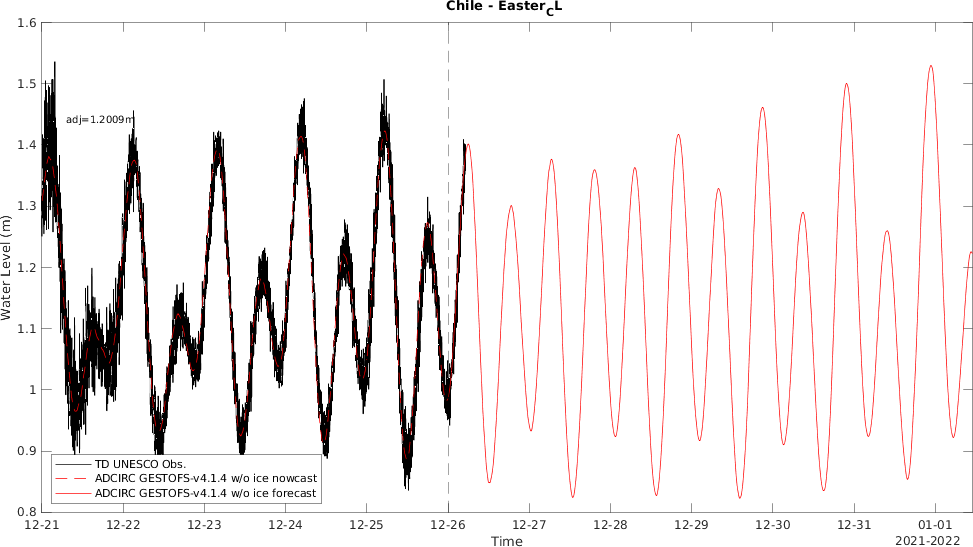 Chile - Easter_CL
1.6
1.5
adj=1.2009m
1.4
1.3
1.2
1.1
1
0.9
0.8
Water Level (m)
TD UNESCO Obs.
ADCIRC GESTOFS-v4.1.4 w/o ice nowcast
ADCIRC GESTOFS-v4.1.4 w/o ice forecast
12-21 12-22 12-23 12-24 12-25 12-26 12-27 12-28 12-29 12-30 12-31 01-01
Time
2021-2022